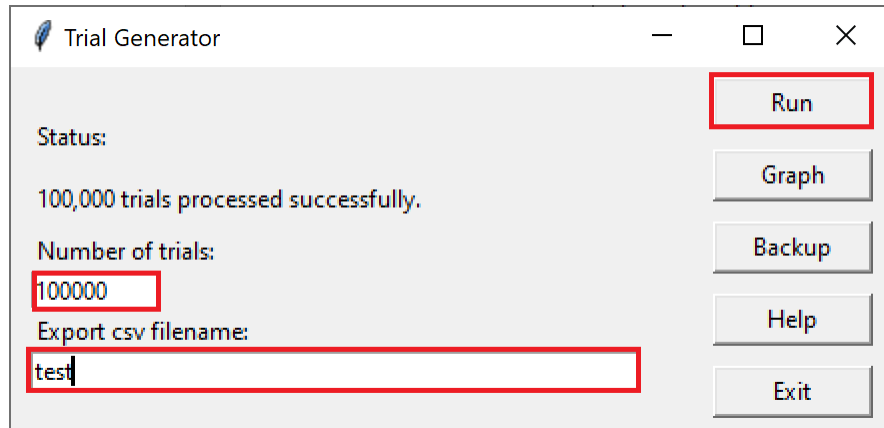 Trial Generator
Run
Status:
Graph
100,000 trials processed successfully.
Number of trials:
Backup
100000
Help
Export csv filename:
test
Exit